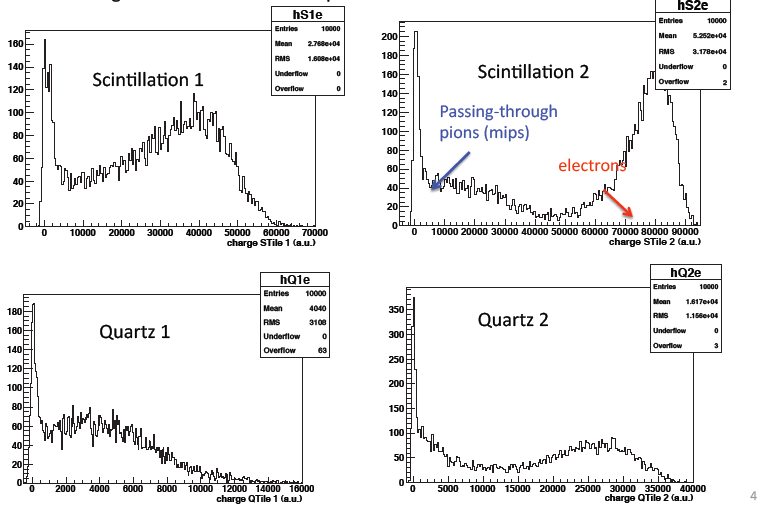 hS1e
Entries 10000
Mean 2.768e+04
RMS 1.608e+04
Underflow 0
Overflow 0
Scintillation 1
160
140
120
100
80
60
40
20
0
0 10000 20000 30000 40000 50000 60000 70000
charge STile 1 (a.u.)
hS2e
Entries 10000
Mean 5.252e+04
RMS 3.178e+04
Underflow 0
Overflow 2
Scintillation 2
Passing-through
pions (mips)
electrons
200
180
160
140
120
100
80
60
40
20
0
0 10000 20000 30000 40000 50000 60000 70000 80000 90000
charge STile 2 (a.u.)
hQ1e
Entries 10000
Mean 4040
RMS 3108
Underflow 0
Overflow 63
Quartz 1
180
160
140
120
100
80
60
40
20
0
0 2000 4000 6000 8000 10000 12000 14000 16000
charge QTile 1 (a.u.)
hQ2e
Entries 10000
Mean 1.617e+04
RMS 1.156e+04
Underflow 0
Overflow 3
Quartz 2
350
300
250
200
150
100
50
0
0 5000 10000 15000 20000 25000 30000 35000 40000
charge QTile 2 (a.u.)
4